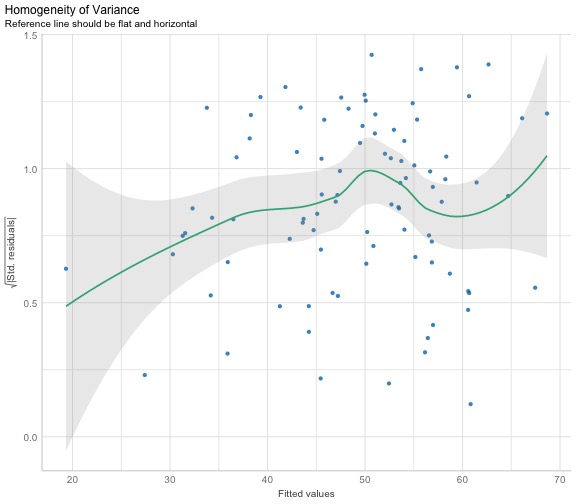 Homogeneity of Variance
Reference line should be flat and horizontal
√|Std. residuals|
1.5
1.0
0.5
0.0
20 30 40 50 60 70
Fitted values